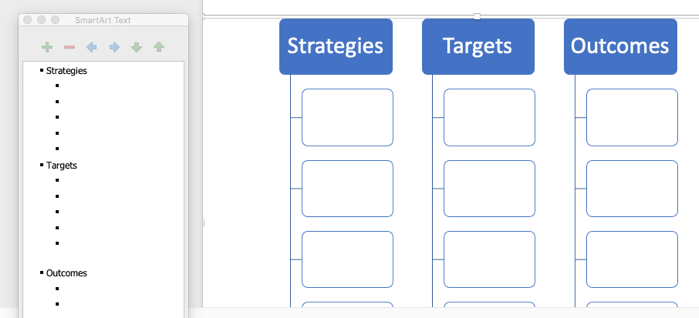 SmartArt Text
Strategies
Targets
Outcomes
Strategies Targets Outcomes